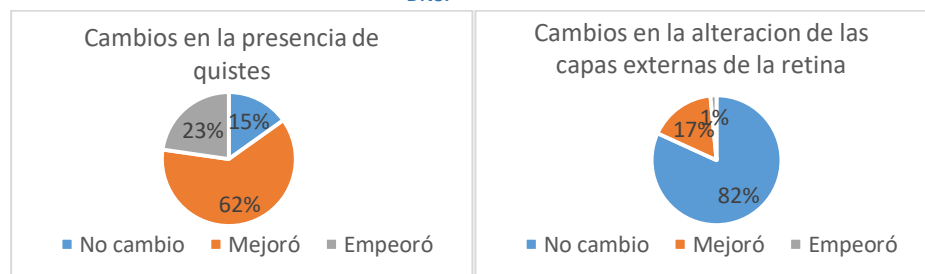 Cambios en la presencia de
quistes
15%
23%
62%
No cambio Mejoró Empeoró
Cambios en la alteracion de las
capas externas de la retina
1%
17%
82%
No cambio Mejoró Empeoró